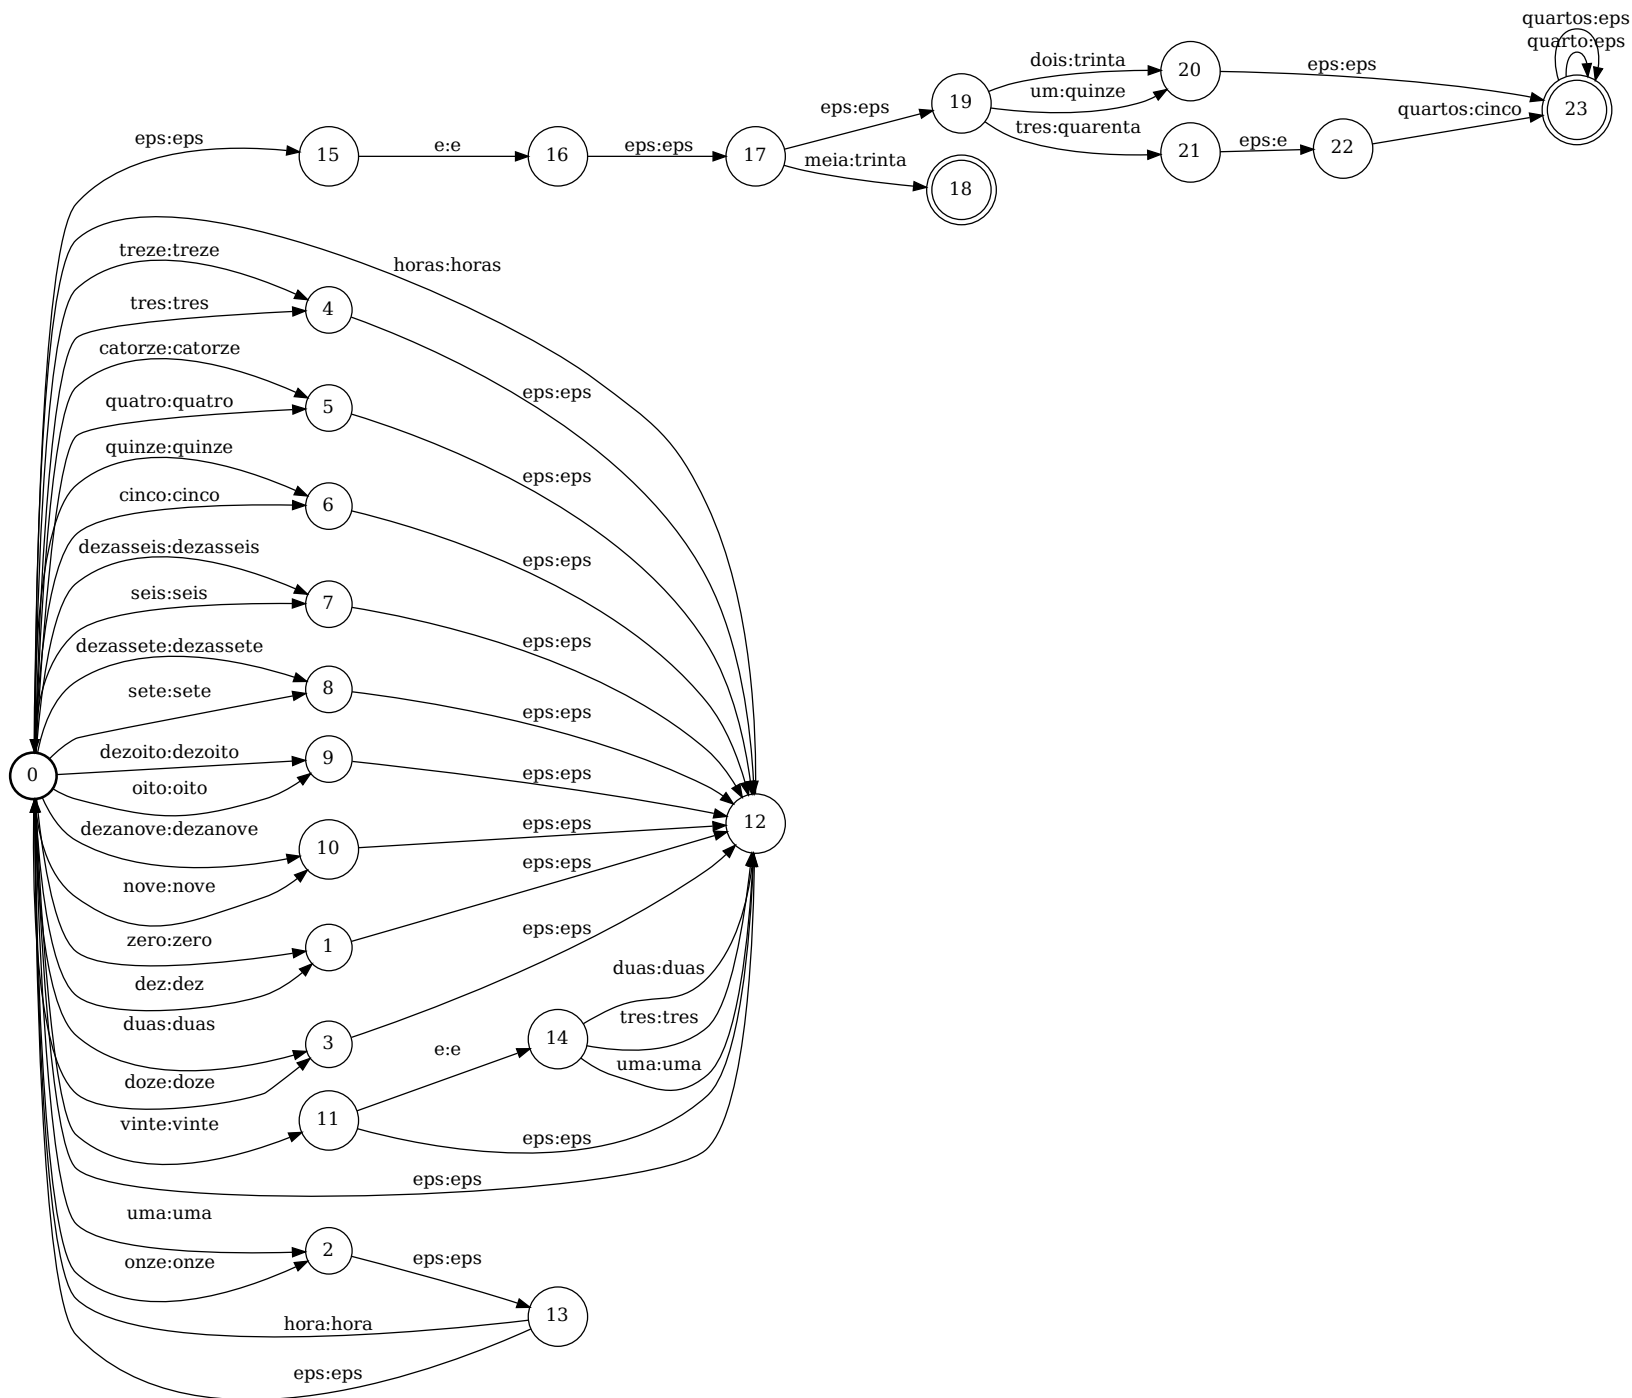 quartos:eps
quarto:eps
dois:trinta
20
eps:eps
um:quinze
eps:eps
19
quartos:cinco
23
tres:quarenta
eps:eps
15
e:e
16
eps:eps
17
meia:trinta
21
eps:e
22
18
treze:treze
horas:horas
tres:tres
4
catorze:catorze
eps:eps
quatro:quatro
5
quinze:quinze
eps:eps
cinco:cinco
6
dezasseis:dezasseis
eps:eps
seis:seis
7
dezassete:dezassete
eps:eps
sete:sete
8
eps:eps
dezoito:dezoito
9
eps:eps
0
oito:oito
dezanove:dezanove
10
eps:eps
12
nove:nove
eps:eps
zero:zero
1
eps:eps
dez:dez
duas:duas
duas:duas
3
e:e
14
tres:tres
doze:doze
uma:uma
vinte:vinte
11
eps:eps
eps:eps
uma:uma
2
eps:eps
onze:onze
13
hora:hora
eps:eps